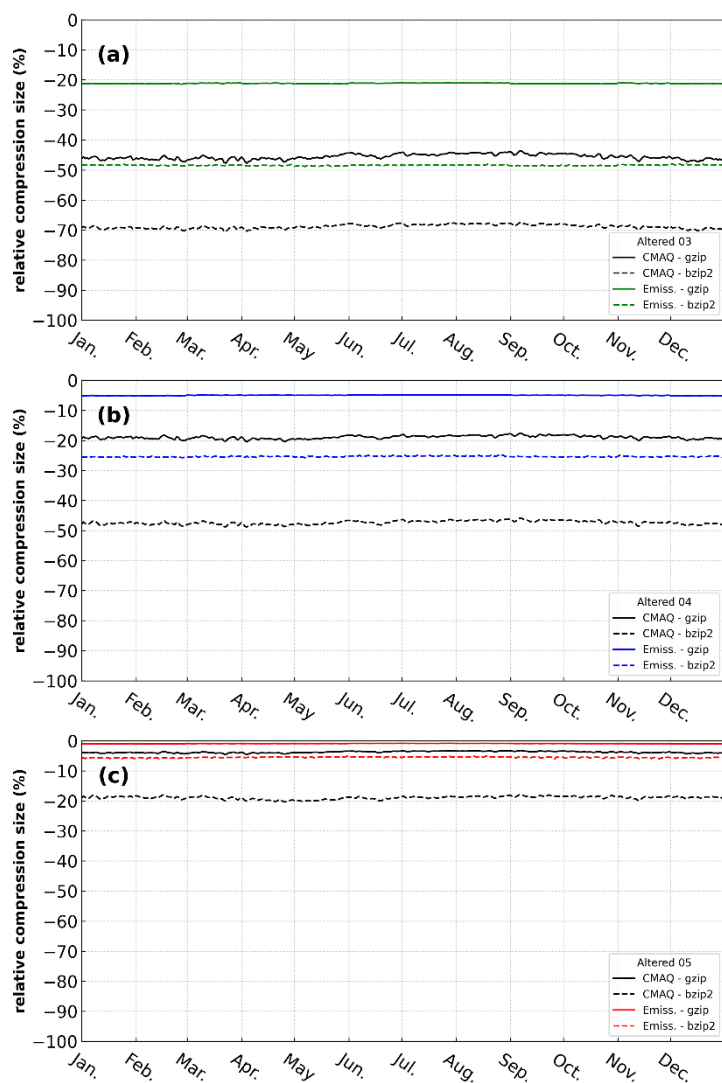 (a)
relative compression size (%)
0
−10
−20
−30
−40
−50
−60
−70
−80
−90
−100
Altered 03
CMAQ - gzip
CMAQ - bzip2
Emiss. - gzip
Emiss. - bzip2
Jan. Feb. Mar. Apr. May Jun. Jul. Aug. Sep. Oct. Nov. Dec.
(b)
relative compression size (%)
0
−10
−20
−30
−40
−50
−60
−70
−80
−90
−100
Altered 04
CMAQ - gzip
CMAQ - bzip2
Emiss. - gzip
Emiss. - bzip2
Jan. Feb. Mar. Apr. May Jun. Jul. Aug. Sep. Oct. Nov. Dec.
(c)
relative compression size (%)
0
−10
−20
−30
−40
−50
−60
−70
−80
−90
−100
Altered 05
CMAQ - gzip
CMAQ - bzip2
Emiss. - gzip
Emiss. - bzip2
Jan. Feb. Mar. Apr. May Jun. Jul. Aug. Sep. Oct. Nov. Dec.